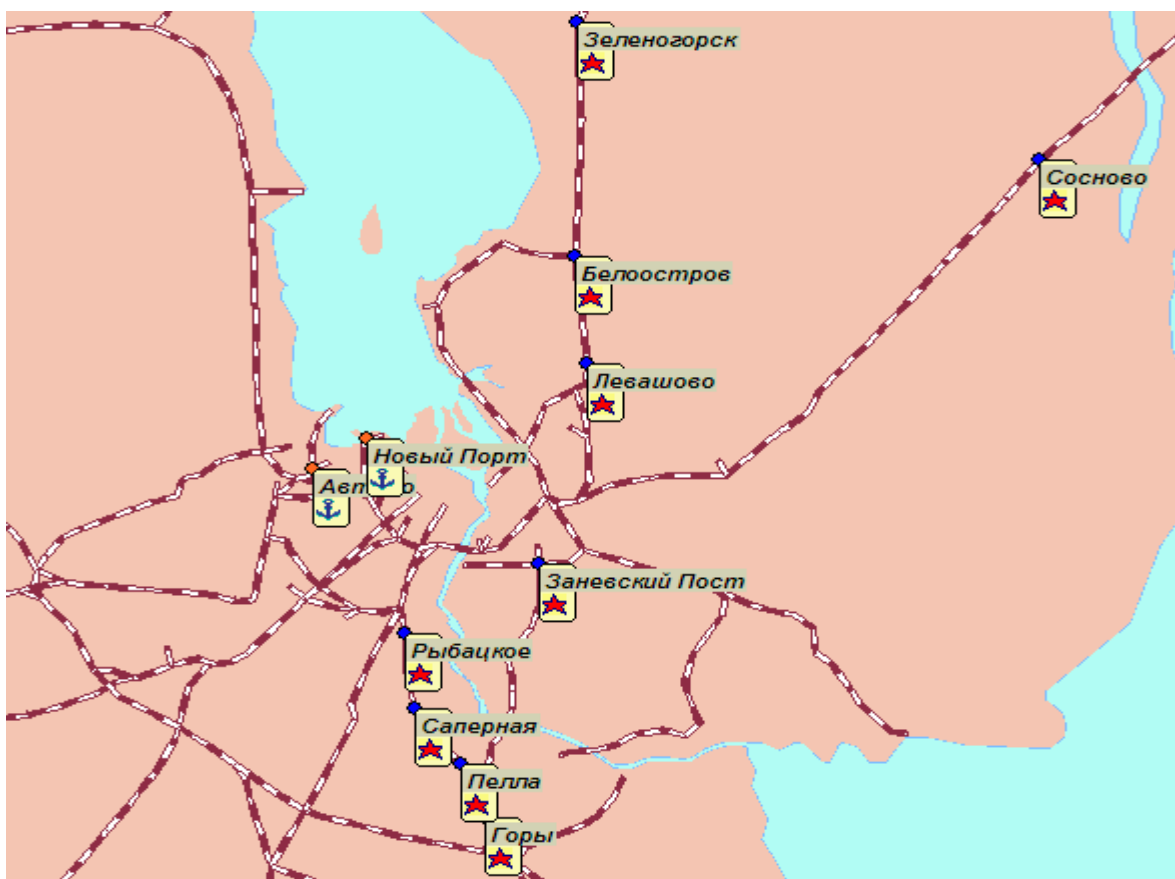 Зеленогорск
Сосново
Белоостров
Левашово
Новый Порт
Заневский Пост
Рыбацкое
Саперная
Пелла
Горы